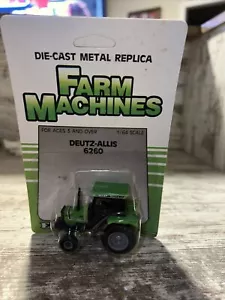 DIE-CAST METAL REPLICA
FARM
MACHINES
FOR AGES 3 AND OVER 1/64 SCALE
DEUTZ-ALLIS
6260